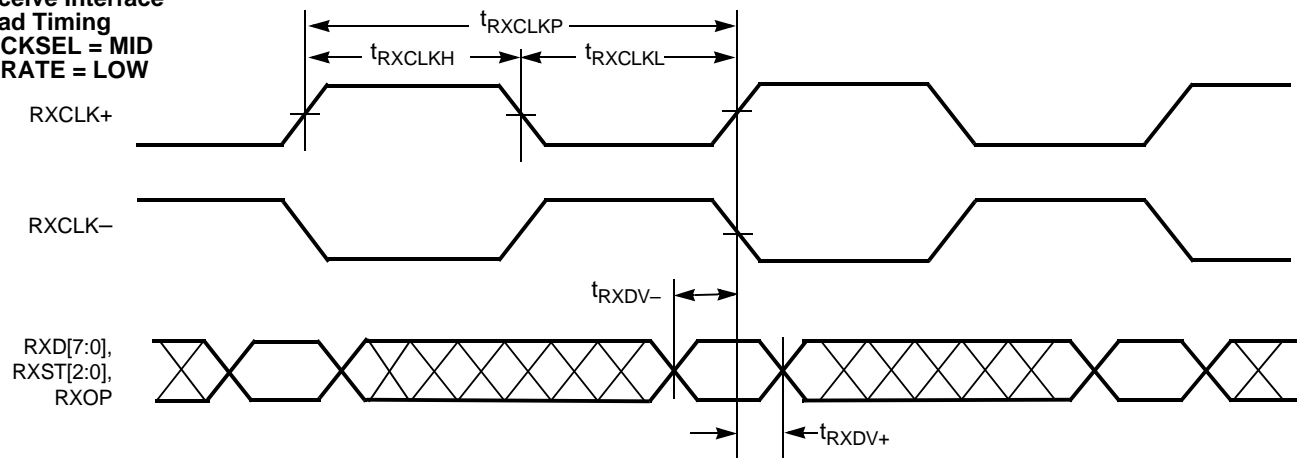 ceive Interface
ad Timing
CKSEL = MID
RATE = LOW
tRXCLKP
tRXCLKH
tRXCLKL
RXCLK+
RXCLK–
tRXDV–
RXD[7:0],
RXST[2:0],
RXOP
tRXDV+